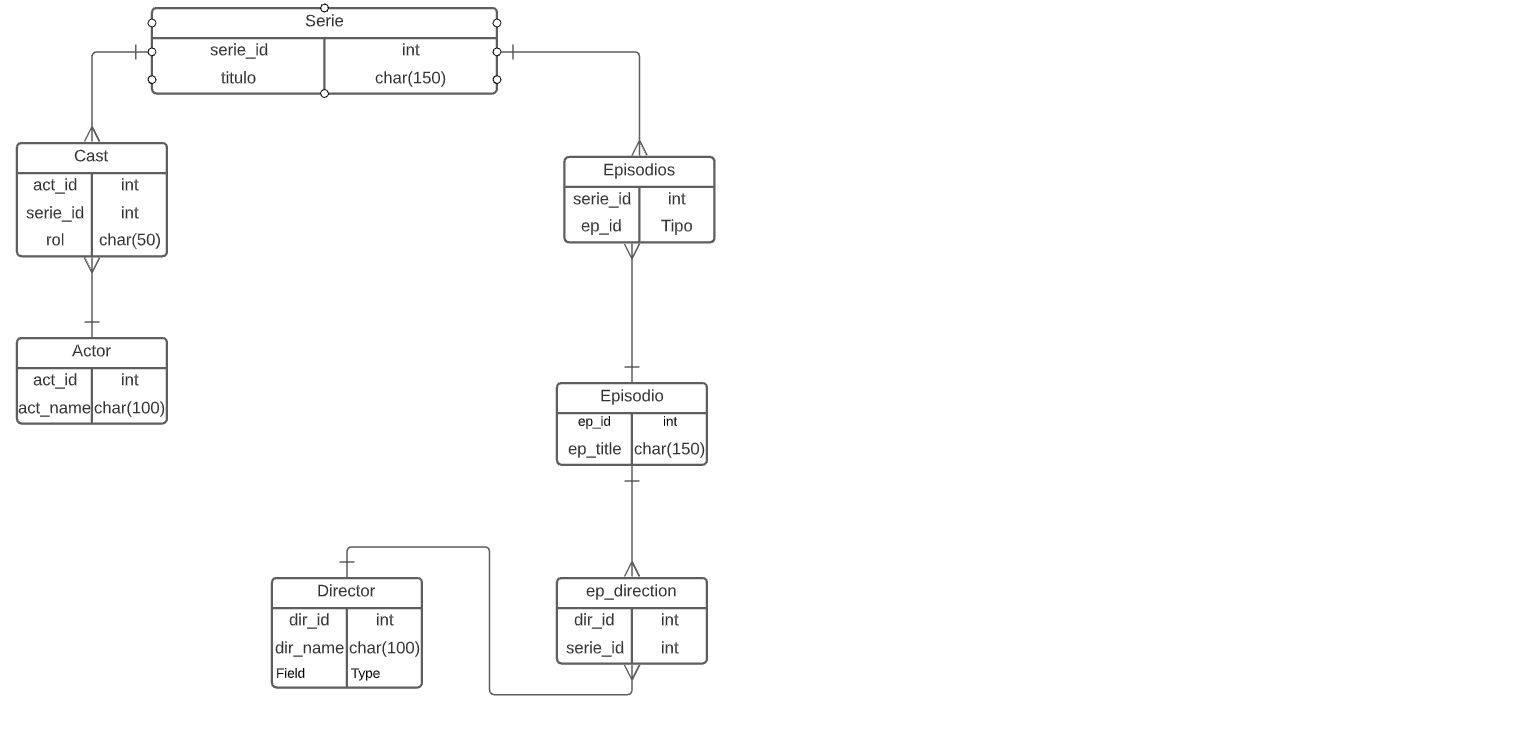 Serie
serie_id int
titulo char(150)
Cast
act_id int
serie_id int
rol char(50)
Episodios
serie_id int
ep_id Tipo
Actor
act_id int
act_name char(100)
Episodio
ep_id int
ep_title char(150)
Director
dir_id int
dir_name char(100)
Field Type
ep_direction
dir_id int
serie_id int